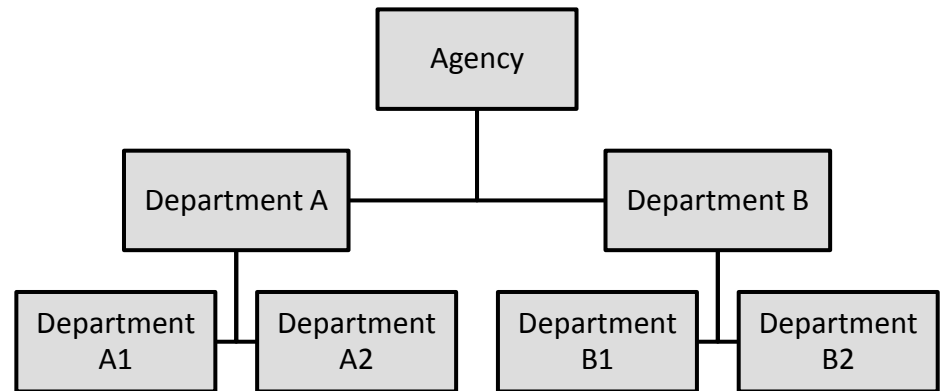 Agency
Department A
Department B
Department
A1
Department
A2
Department
B1
Department
B2